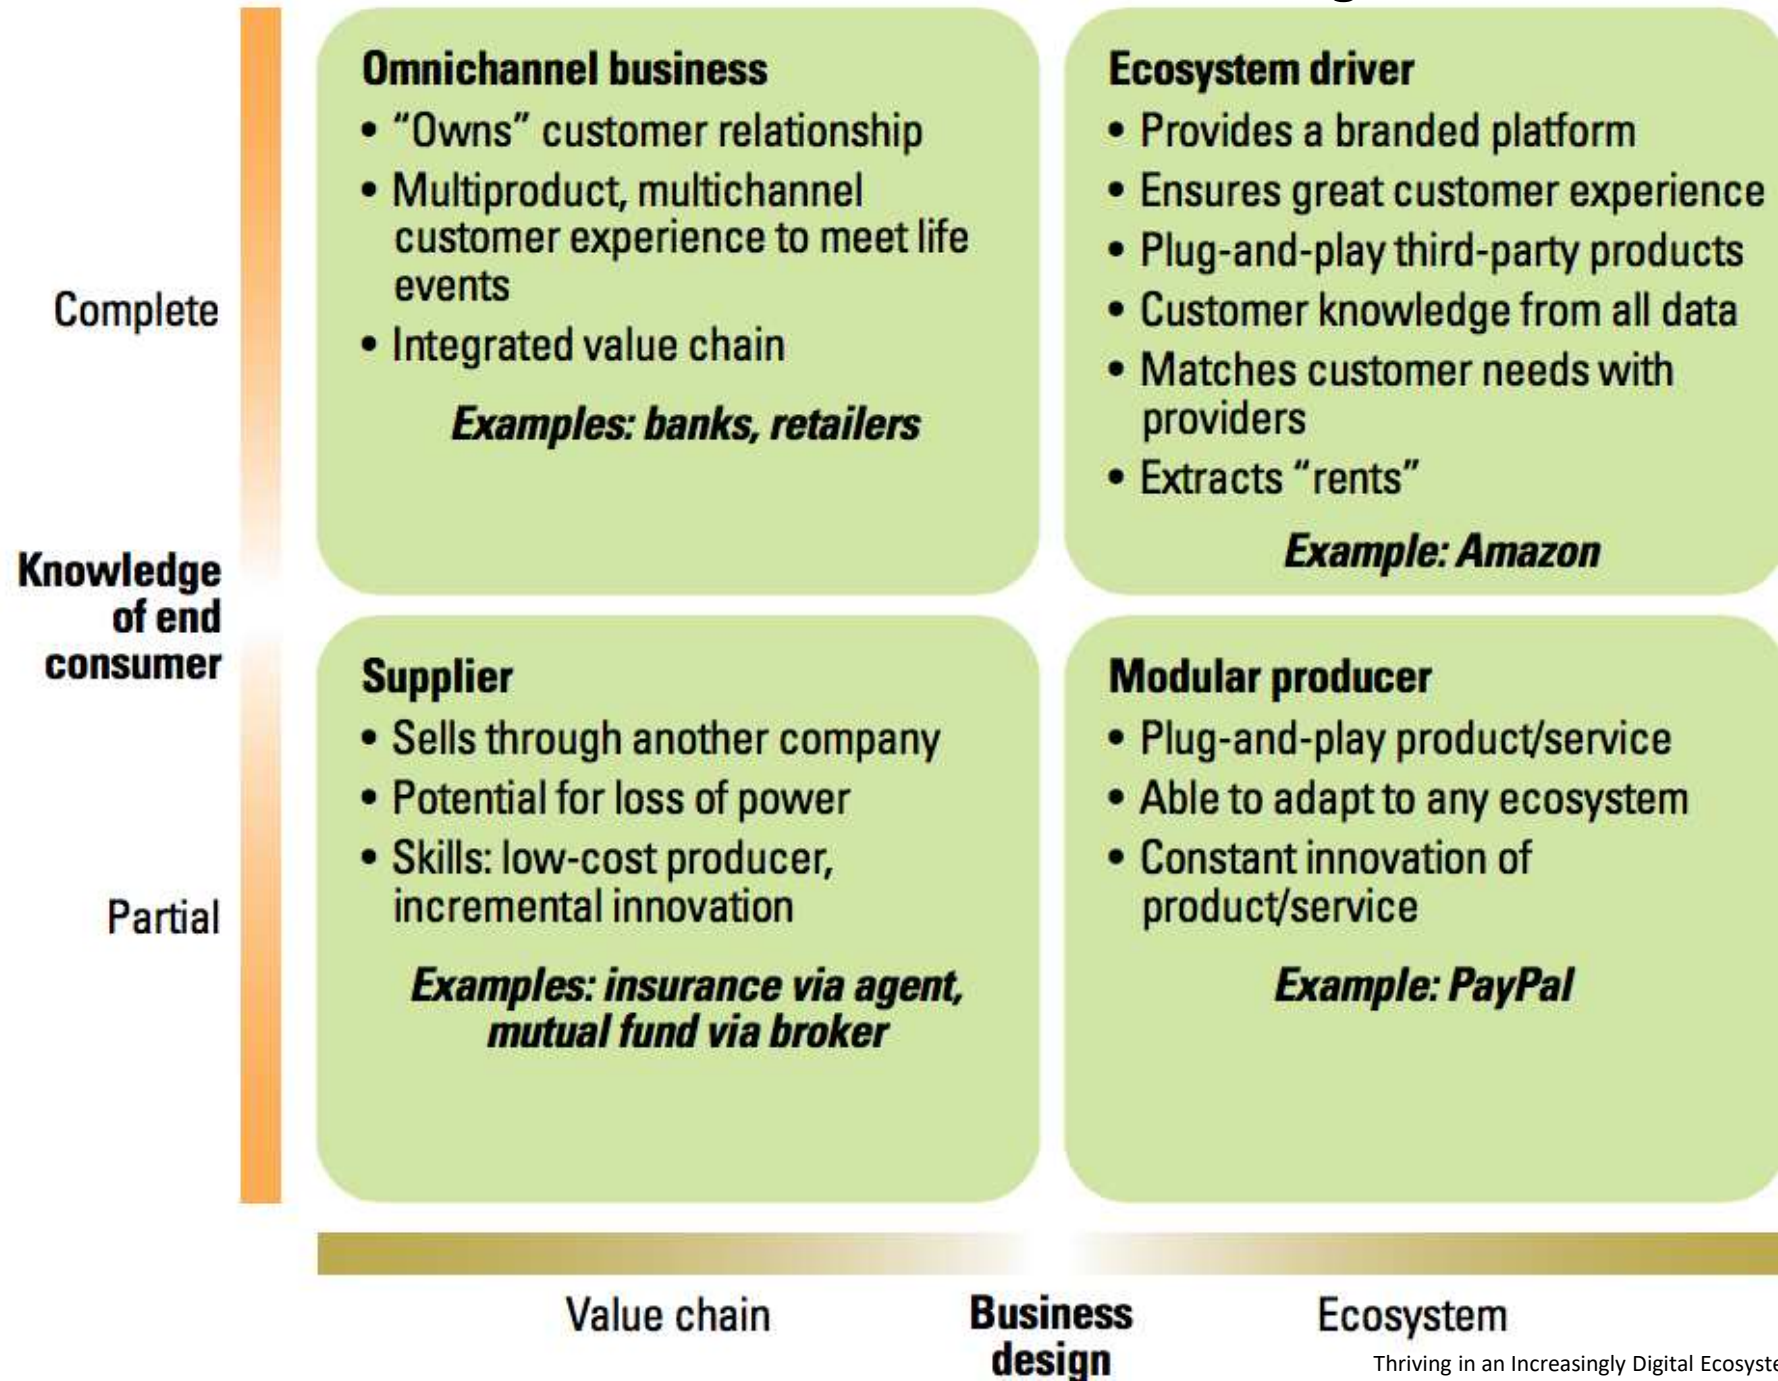 Omnichannel business
• “Owns” customer relationship
• Multiproduct, multichannel
customer experience to meet life
events
• Integrated value chain
Examples: banks, retailers
Ecosystem driver
• Provides a branded platform
• Ensures great customer experience
• Plug-and-play third-party products
• Customer knowledge from all data
• Matches customer needs with
providers
• Extracts “rents”
Example: Amazon
Complete
Knowledge
of end
consumer
Partial
Supplier
• Sells through another company
• Potential for loss of power
• Skills: low-cost producer,
incremental innovation
Examples: insurance via agent,
mutual fund via broker
Modular producer
• Plug-and-play product/service
• Able to adapt to any ecosystem
• Constant innovation of
product/service
Example: PayPal
Value chain
Business
design
Ecosystem
Thriving in an Increasingly Digital